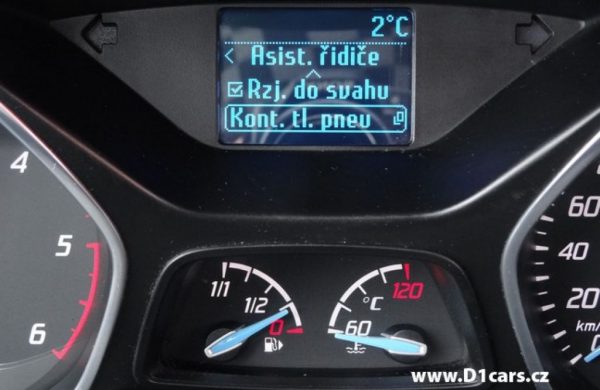 2°C
< Asist. řidiče
Rzj. do svahu
Kont. tl. pneu
4
5
6
1/1
1/2
0
°C
120
60
60
40
20
km/
0
www.D1cars.cz